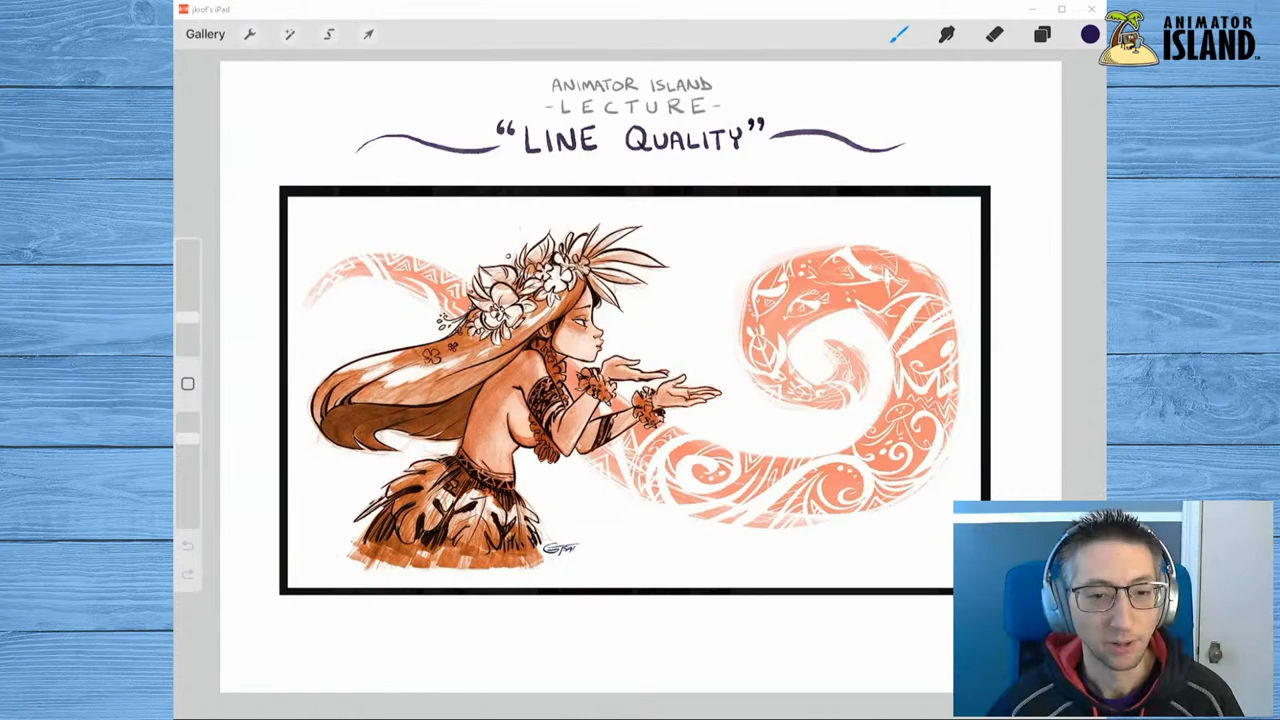 jkrof's iPad
Gallery
ANIMATOR
ISLAND
ANIMATOR ISLAND
-LECTURE-
"LINE QUALITY"